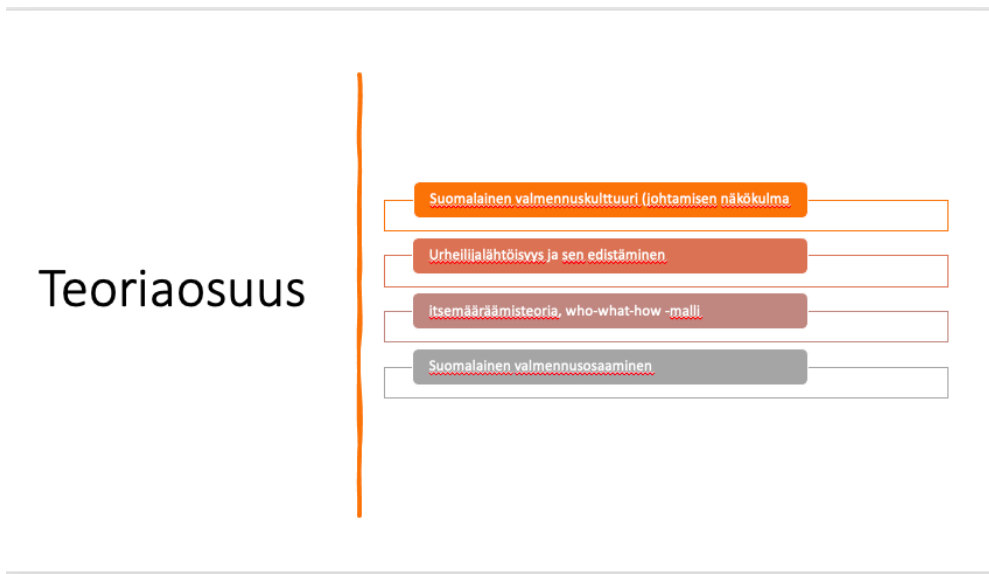 Teoriaosuus
Suomalainen valmennuskulttuuri (johtamisen näkökulma
Urheilijalähtöisyys ja sen edistäminen
itsemääräämisteoria, who-what-how -malli
Suomalainen valmennusosaaminen